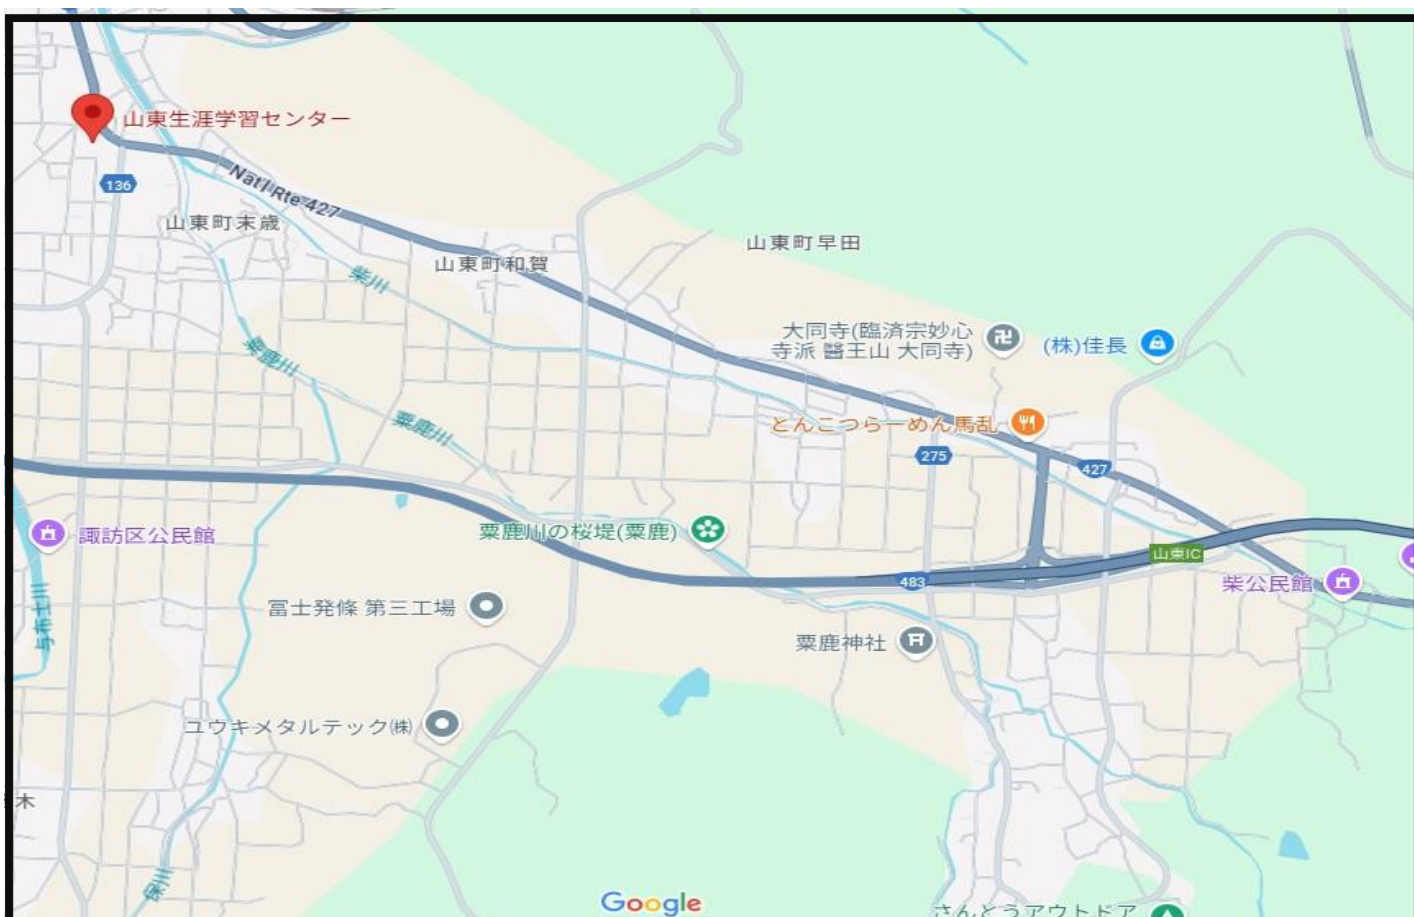 山東生涯学習センター
136
Nat'l Rte 427
山東町末歳
山東町和賀
山東町早田
柴川
大同寺(臨済宗妙心
寺派 醫王山 大同寺)
(株)佳長
粟鹿川
粟鹿川
とんこつらーめん馬乱
275
427
諏訪区公民館
粟鹿川の桜堤(粟鹿)
山東IC
483
柴公民館
与布土川
冨士発條 第三工場
粟鹿神社
ユウキメタルテック㈱
木
保川
Google
さんとうアウトドア